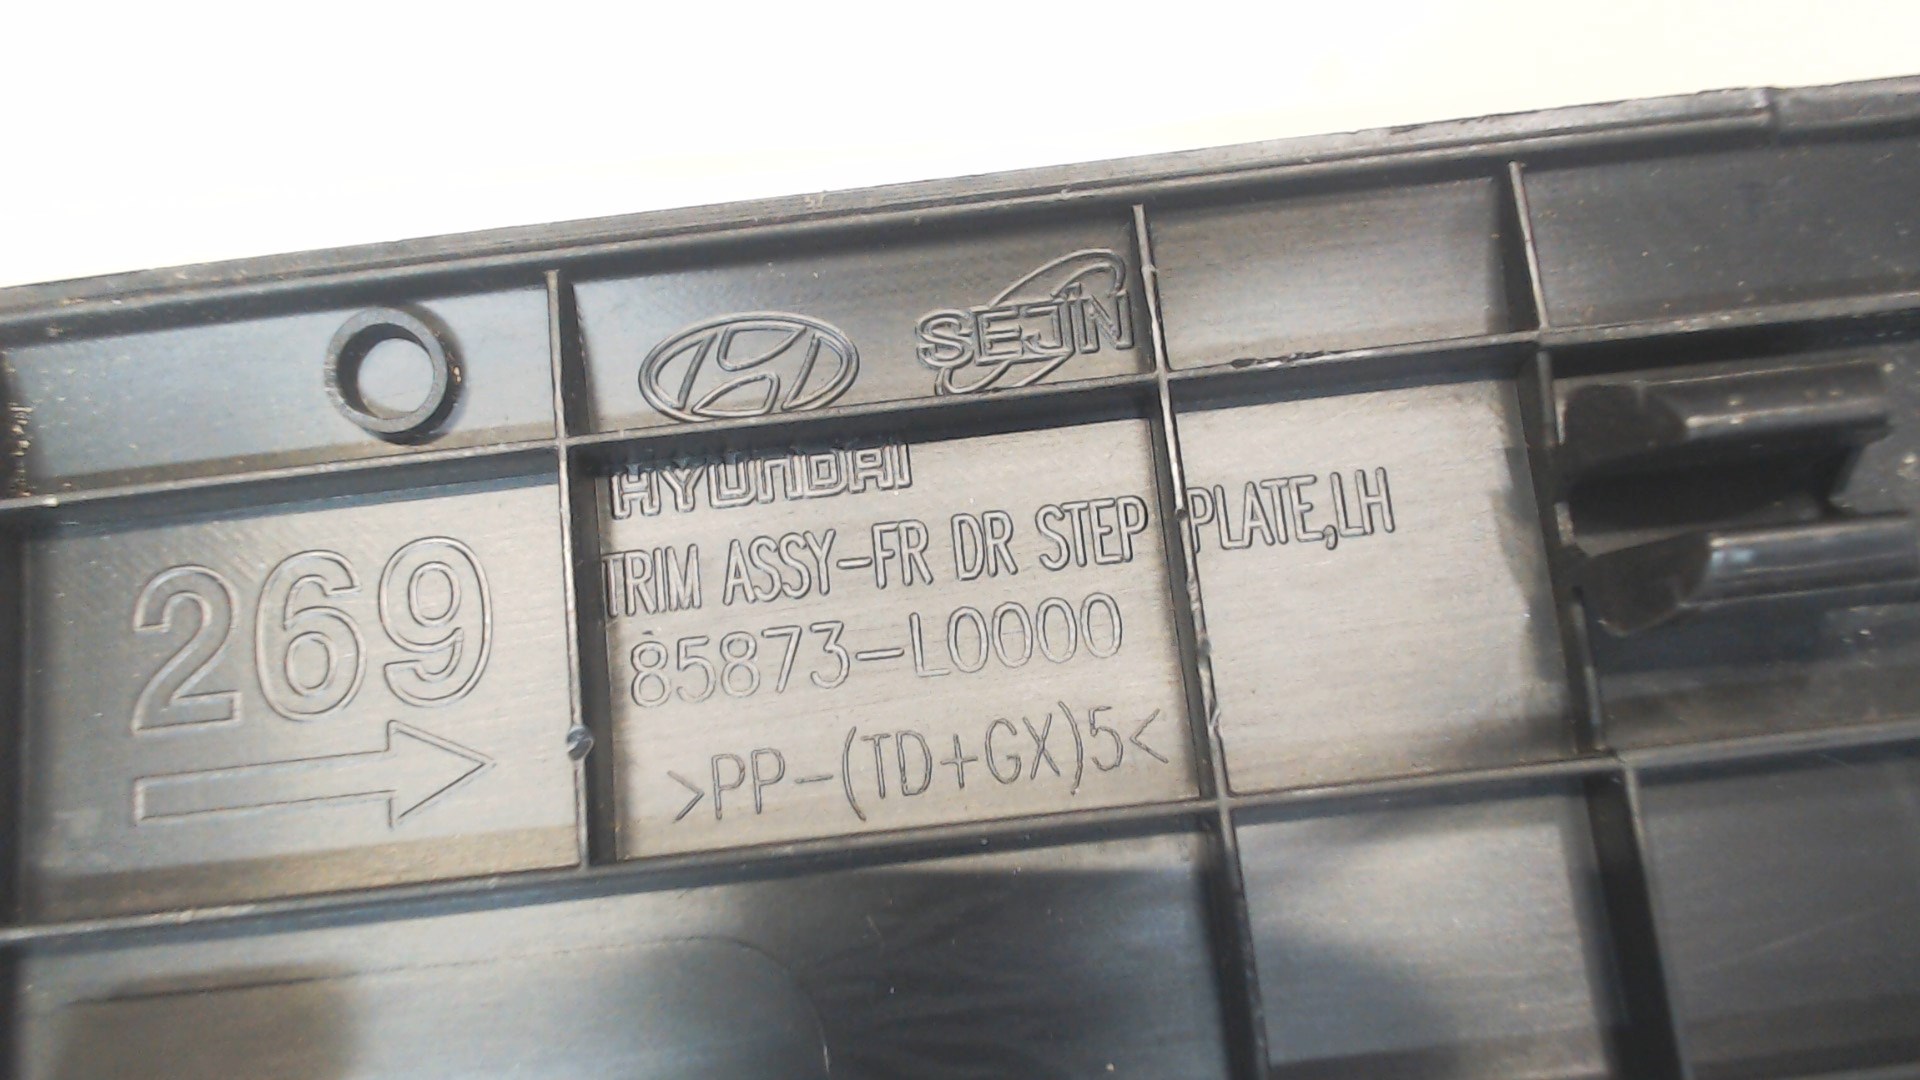 SEJIN
HYUNDAI
TRIM ASSY-FR DR STEP PLATE,LH
85873-L0000
>PP-(TD+GX)5<
269